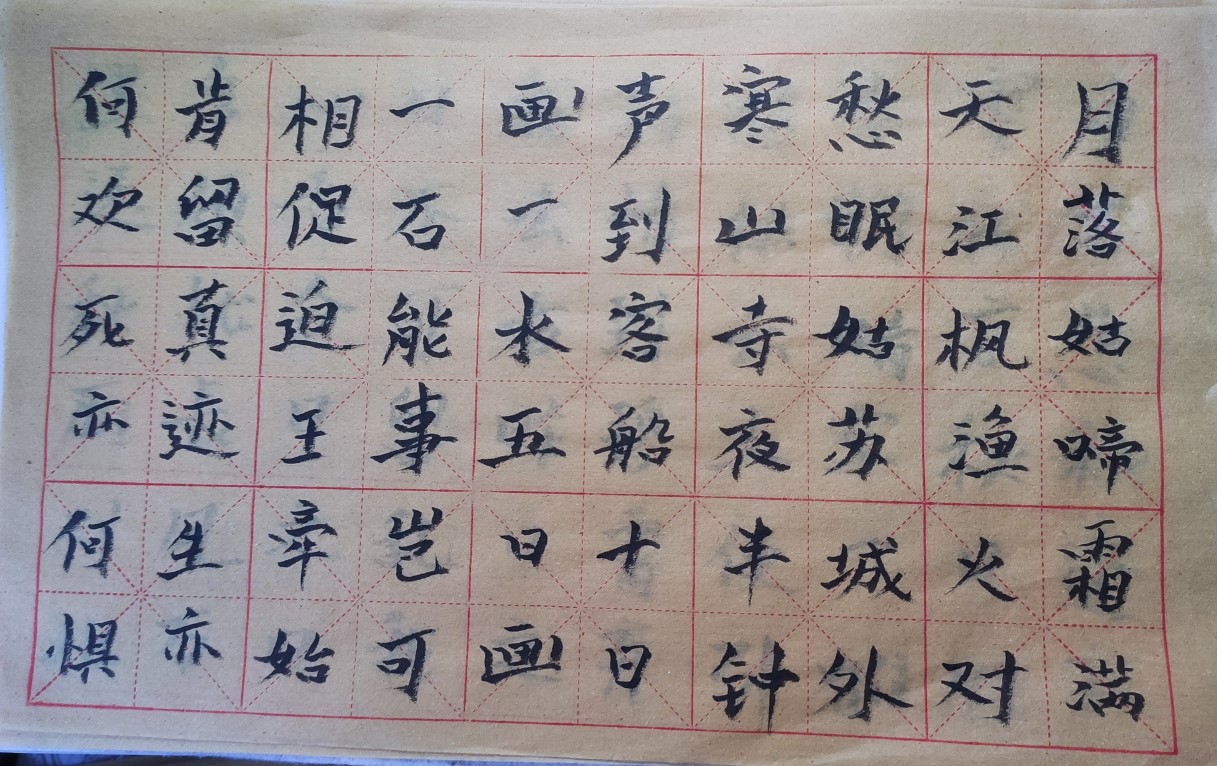 月落姑啼霜满
天江枫渔火对
愁眠姑苏城外
寒山寺夜半钟
声到客船十日
画一水五日画
一石能事岂可
相促迫王牵始
肯留真迹生亦
何欢死亦何惧